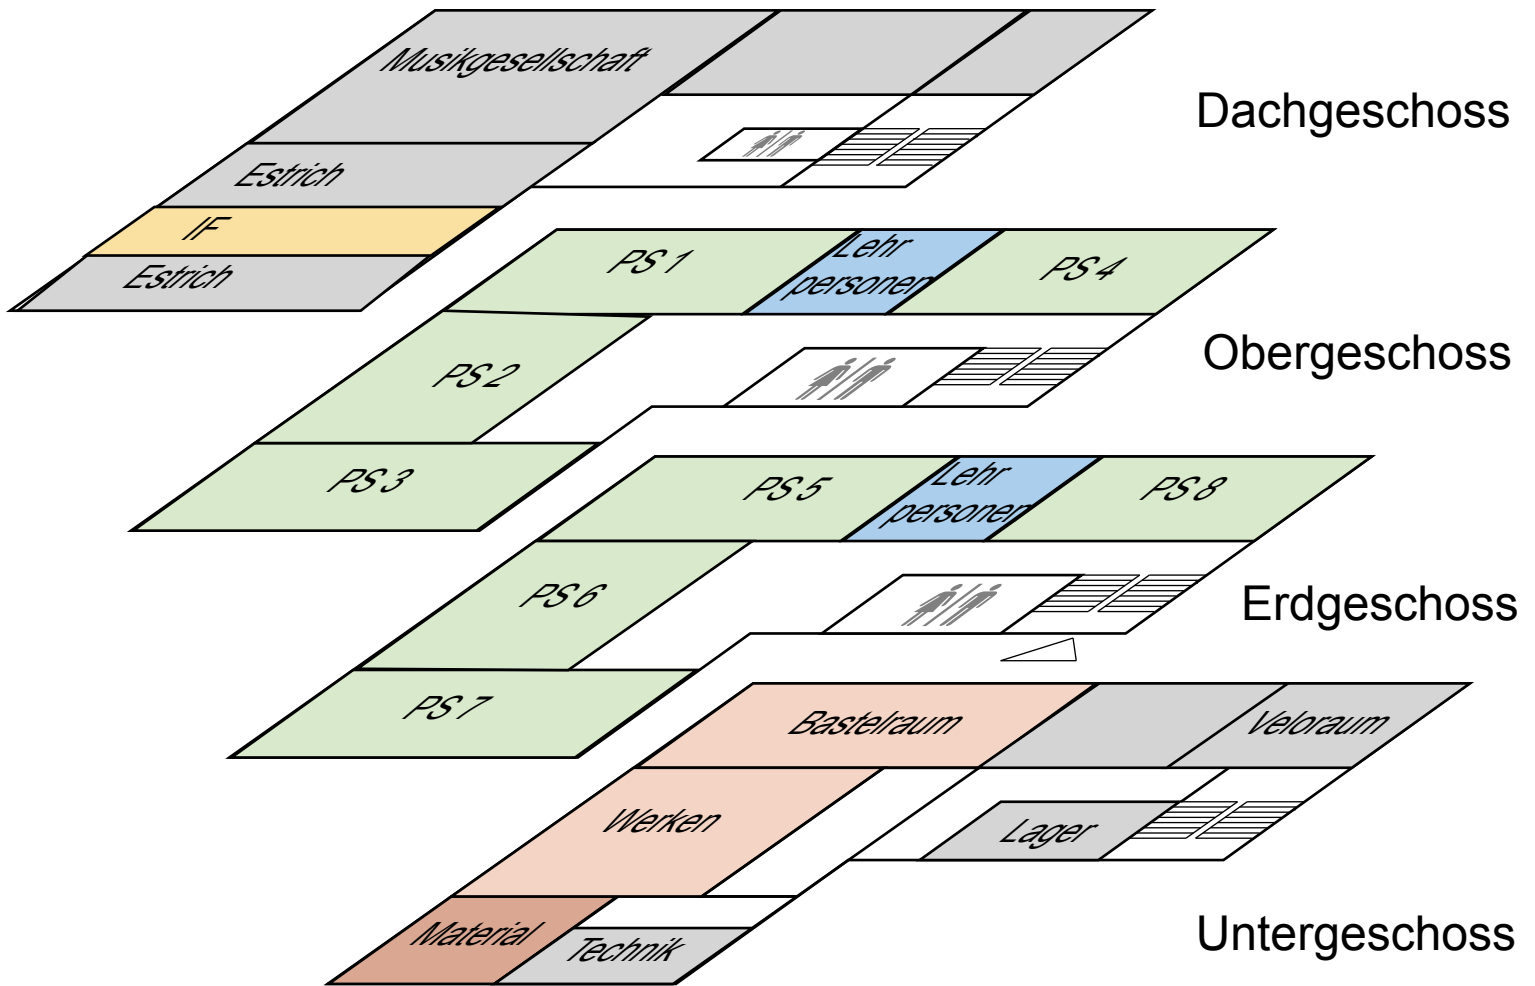 Musikgesellschaft
Dachgeschoss
Estrich
IF
Estrich
PS 1
Lehr
personen
PS 4
Obergeschoss
PS 2
PS 3
PS 5
Lehr
personen
PS 8
Erdgeschoss
PS 6
PS 7
Bastelraum
Veloraum
Werken
Lager
Material
Technik
Untergeschoss